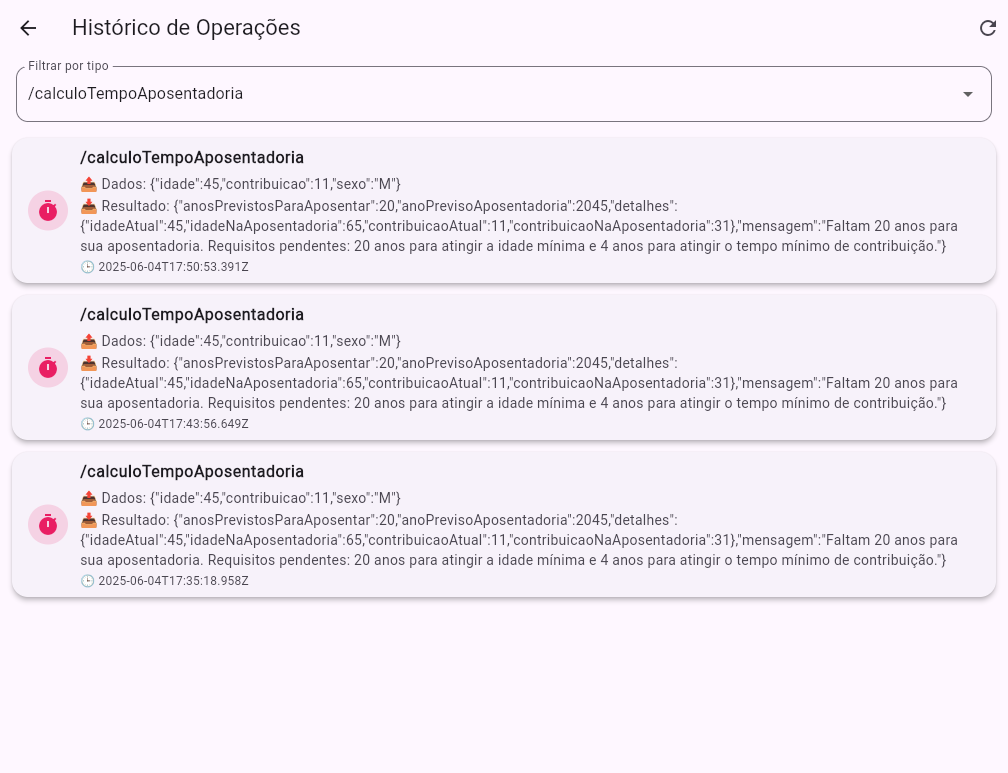 Histórico de Operações
Filtrar por tipo
/calculoTempoAposentadoria
/calculoTempoAposentadoria
Dados: {"idade":45,"contribuicao":11,"sexo":"M"}
Resultado: {"anosPrevistosParaAposentar":20,"anoPrevisoAposentadoria":2045,"detalhes":
{"idadeAtual":45,"idadeNaAposentadoria":65,"contribuicaoAtual":11,"contribuicaoNaAposentadoria":31},"mensagem":"Faltam 20 anos para
sua aposentadoria. Requisitos pendentes: 20 anos para atingir a idade mínima e 4 anos para atingir o tempo mínimo de contribuição."}
2025-06-04T17:50:53.391Z
/calculoTempoAposentadoria
Dados: {"idade":45,"contribuicao":11,"sexo":"M"}
Resultado: {"anosPrevistosParaAposentar":20,"anoPrevisoAposentadoria":2045,"detalhes":
{"idadeAtual":45,"idadeNaAposentadoria":65,"contribuicaoAtual":11,"contribuicaoNaAposentadoria":31},"mensagem":"Faltam 20 anos para
sua aposentadoria. Requisitos pendentes: 20 anos para atingir a idade mínima e 4 anos para atingir o tempo mínimo de contribuição."}
2025-06-04T17:43:56.649Z
/calculoTempoAposentadoria
Dados: {"idade":45,"contribuicao":11,"sexo":"M"}
Resultado: {"anosPrevistosParaAposentar":20,"anoPrevisoAposentadoria":2045,"detalhes":
{"idadeAtual":45,"idadeNaAposentadoria":65,"contribuicaoAtual":11,"contribuicaoNaAposentadoria":31},"mensagem":"Faltam 20 anos para
sua aposentadoria. Requisitos pendentes: 20 anos para atingir a idade mínima e 4 anos para atingir o tempo mínimo de contribuição."}
2025-06-04T17:35:18.958Z